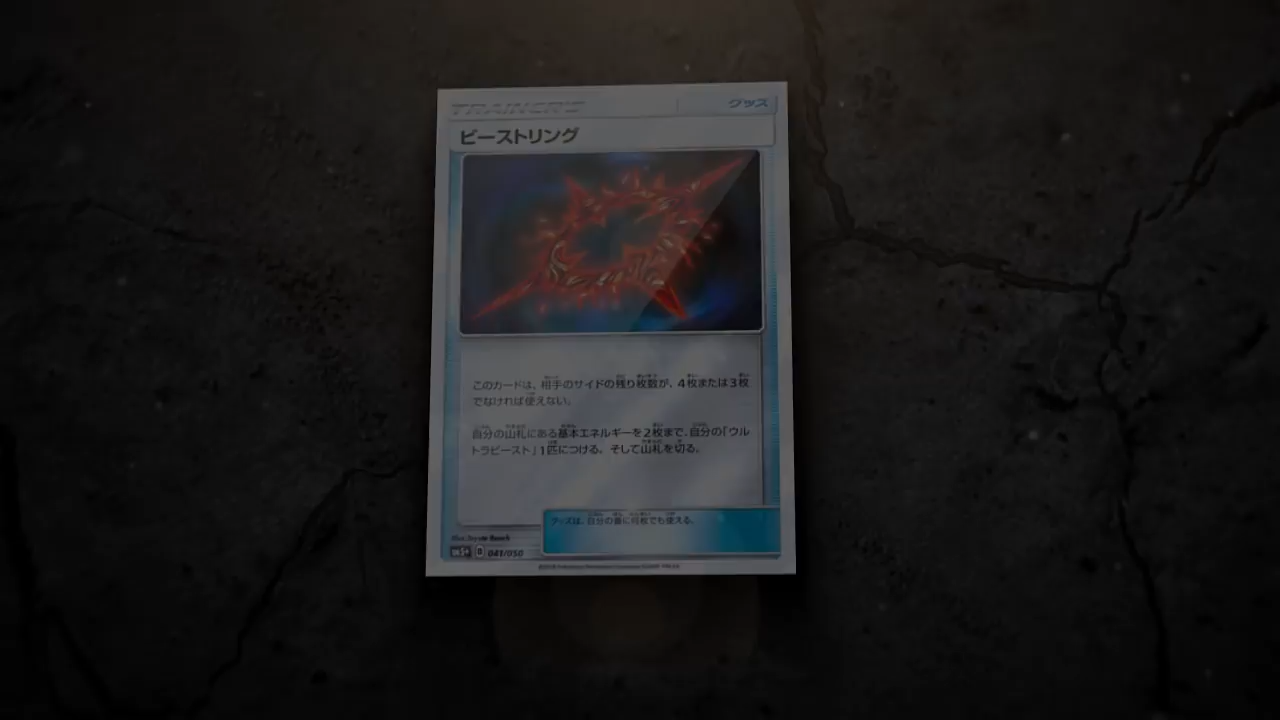 TRAINER'S
グッズ
ビーストリング
このカードは、相手のサイドの残り枚数が、4枚または3枚
でなければ使えない。
自分の山札にある基本エネルギーを2枚まで、自分の「ウル
トラビースト」1匹につける。そして山札を切る。
グッズは、自分の番に何枚でも使える。
041/050